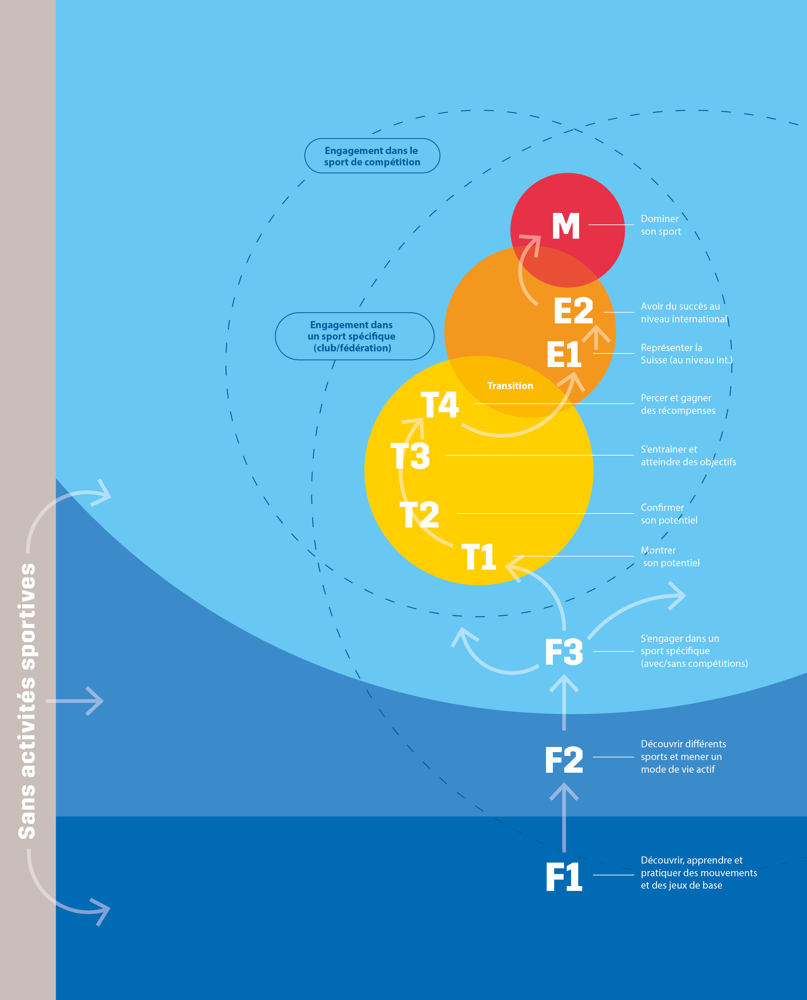 Engagement dans le
sport de compétition
M
Dominer
son sport
E2
Avoir du succès au
niveau international
Engagement dans
un sport spécifique
(club/fédération)
E1
Représenter la
Suisse (au niveau int.)
Transition
T4
Percer et gagner
des récompenses
T3
S’entraîner et
atteindre des objectifs
T2
Confirmer
son potentiel
T1
Montrer
son potentiel
F3
S’engager dans un
sport spécifique
(avec/sans compétitions)
F2
Découvrir différents
sports et mener un
mode de vie actif
F1
Découvrir, apprendre et
pratiquer des mouvements
et des jeux de base
Sans activités sportives